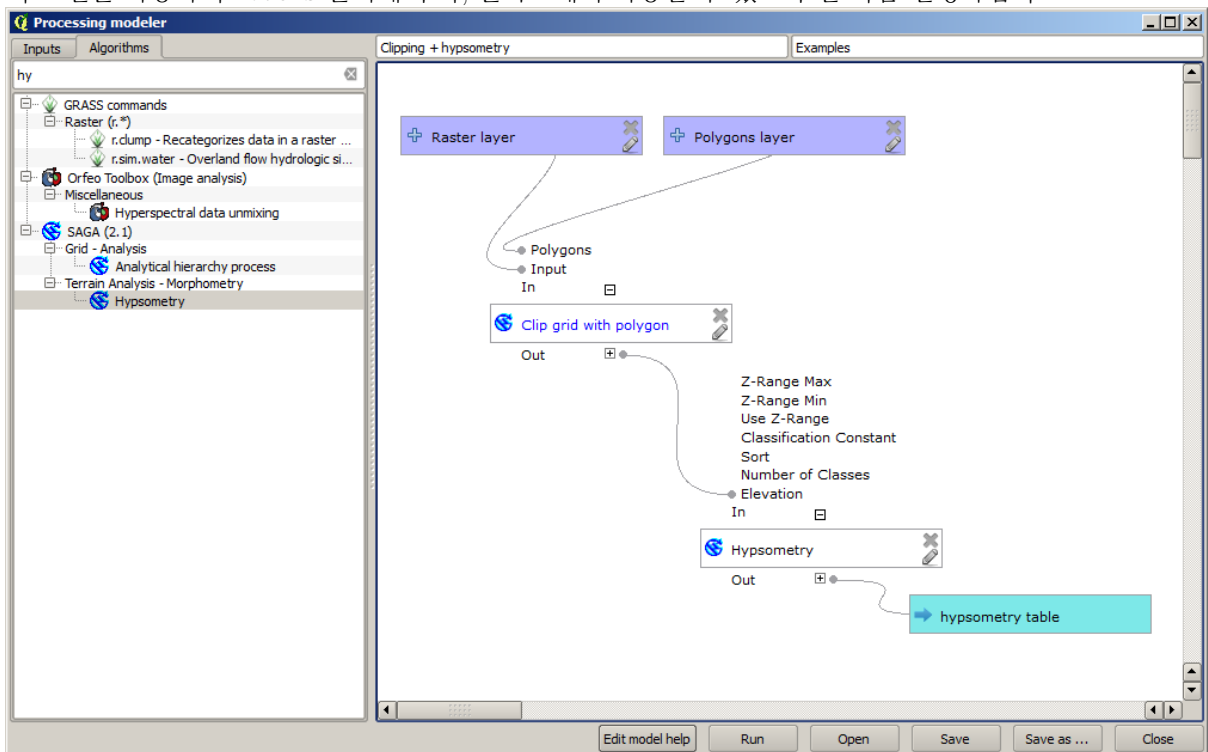 Processing modeler
Inputs
Algorithms
Clipping + hypsometry
Examples
hy
GRASS commands
Raster (r.*)
r.clump - Recategorizes data in a raster ...
r.sim.water - Overland flow hydrologic si...
Orfeo Toolbox (Image analysis)
Miscellaneous
Hyperspectral data unmixing
SAGA (2.1)
Grid - Analysis
Analytical hierarchy process
Terrain Analysis - Morphometry
Hypsometry
Raster layer
Polygons layer
Polygons
Input
In
Clip grid with polygon
Out
Z-Range Max
Z-Range Min
Use Z-Range
Classification Constant
Sort
Number of Classes
Elevation
In
Hypsometry
Out
hypsometry table
Edit model help
Run
Open
Save
Save as ...
Close